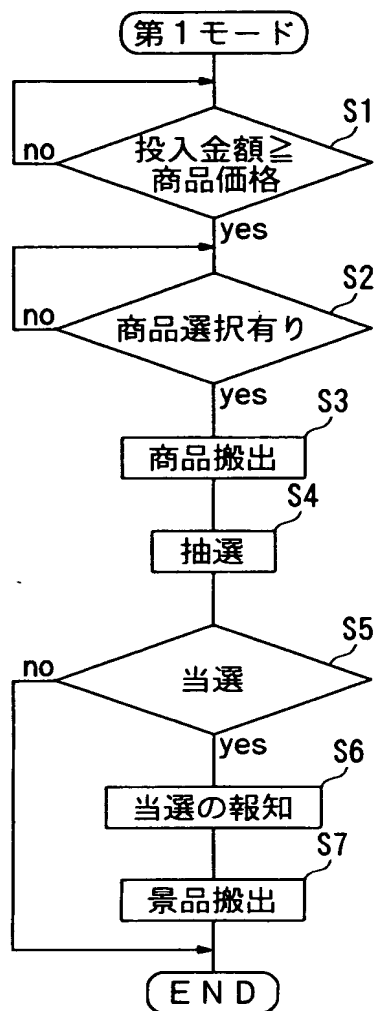 第1モード
S1
no
投入金額≧
商品価格
yes
S2
no
商品選択有り
yes
S3
商品搬出
S4
抽選
S5
no
当選
yes
S6
当選の報知
S7
景品搬出
END